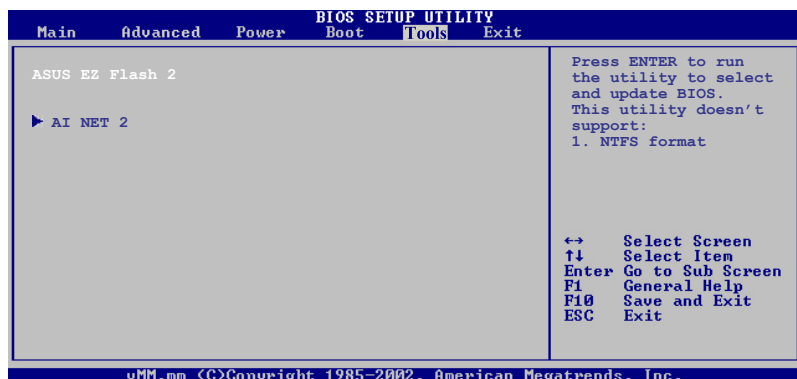 BIOS SETUP UTILITY
Main Advanced Power Boot Tools Exit
ASUS EZ Flash 2
AI NET 2
Press ENTER to run
the utility to select
and update BIOS.
This utility doesn't
support:
1. NTFS format
←→ Select Screen
↑↓ Select Item
Enter Go to Sub Screen
F1 General Help
F10 Save and Exit
ESC Exit
vMM.mm (C)Copyright 1985-2002, American Megatrends, Inc.